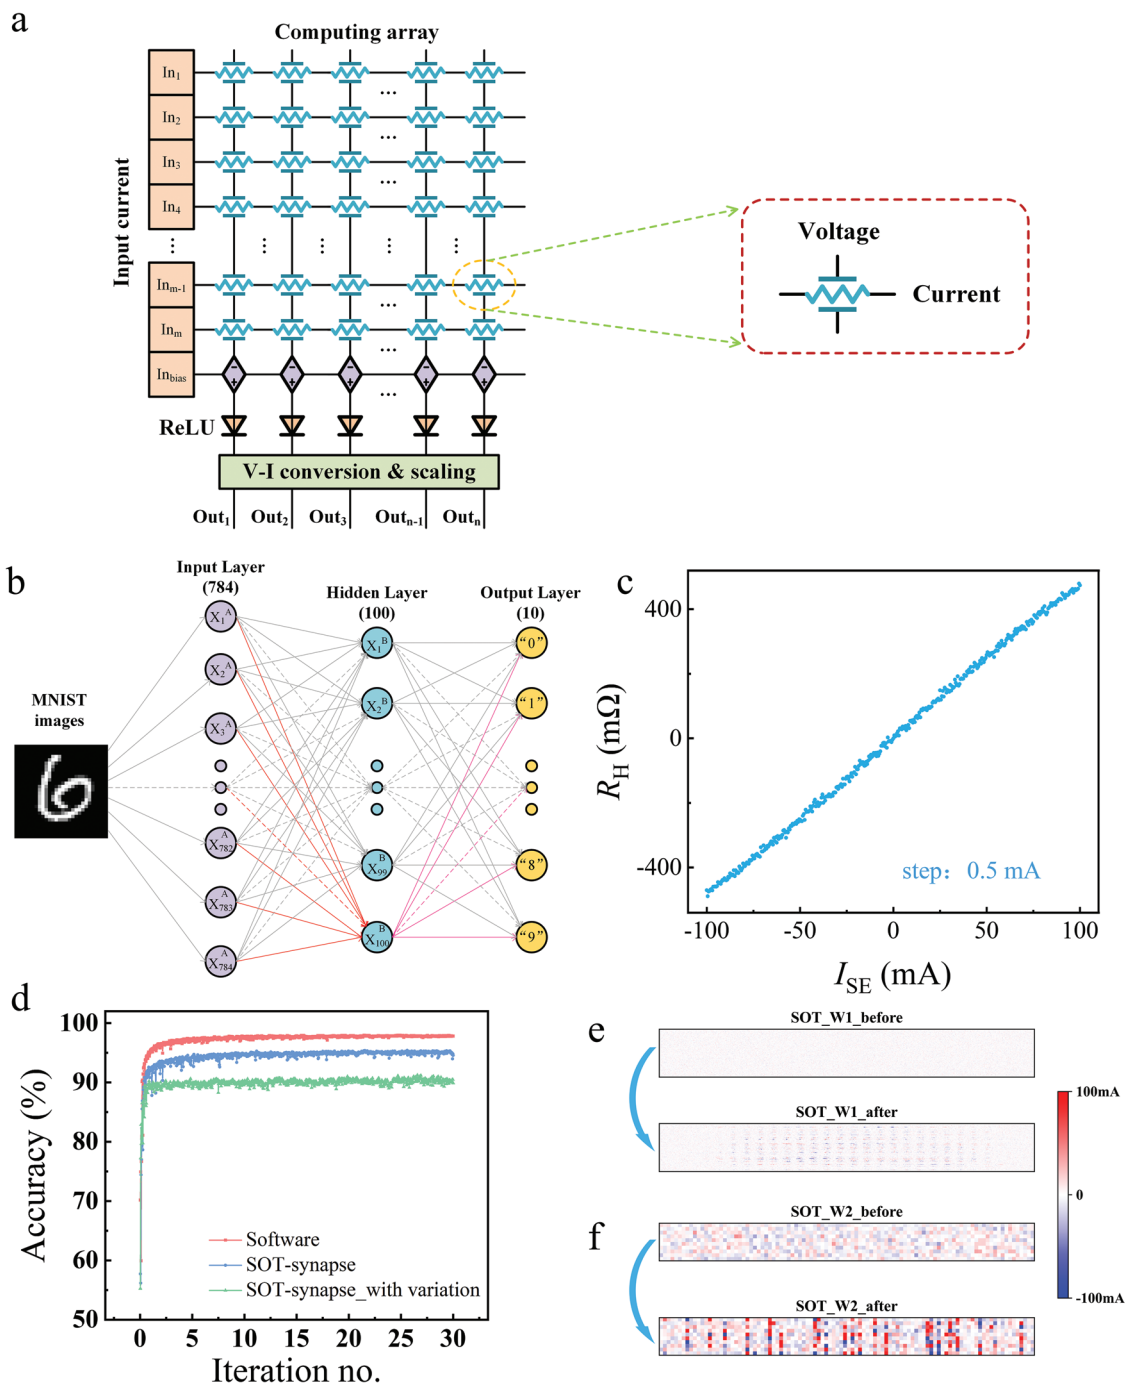 a
Computing array
Input current
In1
In2
In3
In4
Inm-1
Inm
Inbias
...
ReLU
V-I conversion & scaling
Out1 Out2 Out3 Outn-1 Outn
Voltage
Current
b
Input Layer
(784)
Hidden Layer
(100)
Output Layer
(10)
MNIST
images
X1A
X2A
X3A
X782A
X783A
X784A
X1B
X2B
X99B
X100B
“0”
“1”
“8”
“9”
c
RH (mΩ)
400
0
-400
step: 0.5 mA
-100 -50 0 50 100
ISE (mA)
d
Accuracy (%)
100
90
80
70
60
50
Software
SOT-synapse
SOT-synapse_with variation
0 5 10 15 20 25 30
Iteration no.
e
SOT_W1_before
SOT_W1_after
f
SOT_W2_before
SOT_W2_after
100mA
0
-100mA